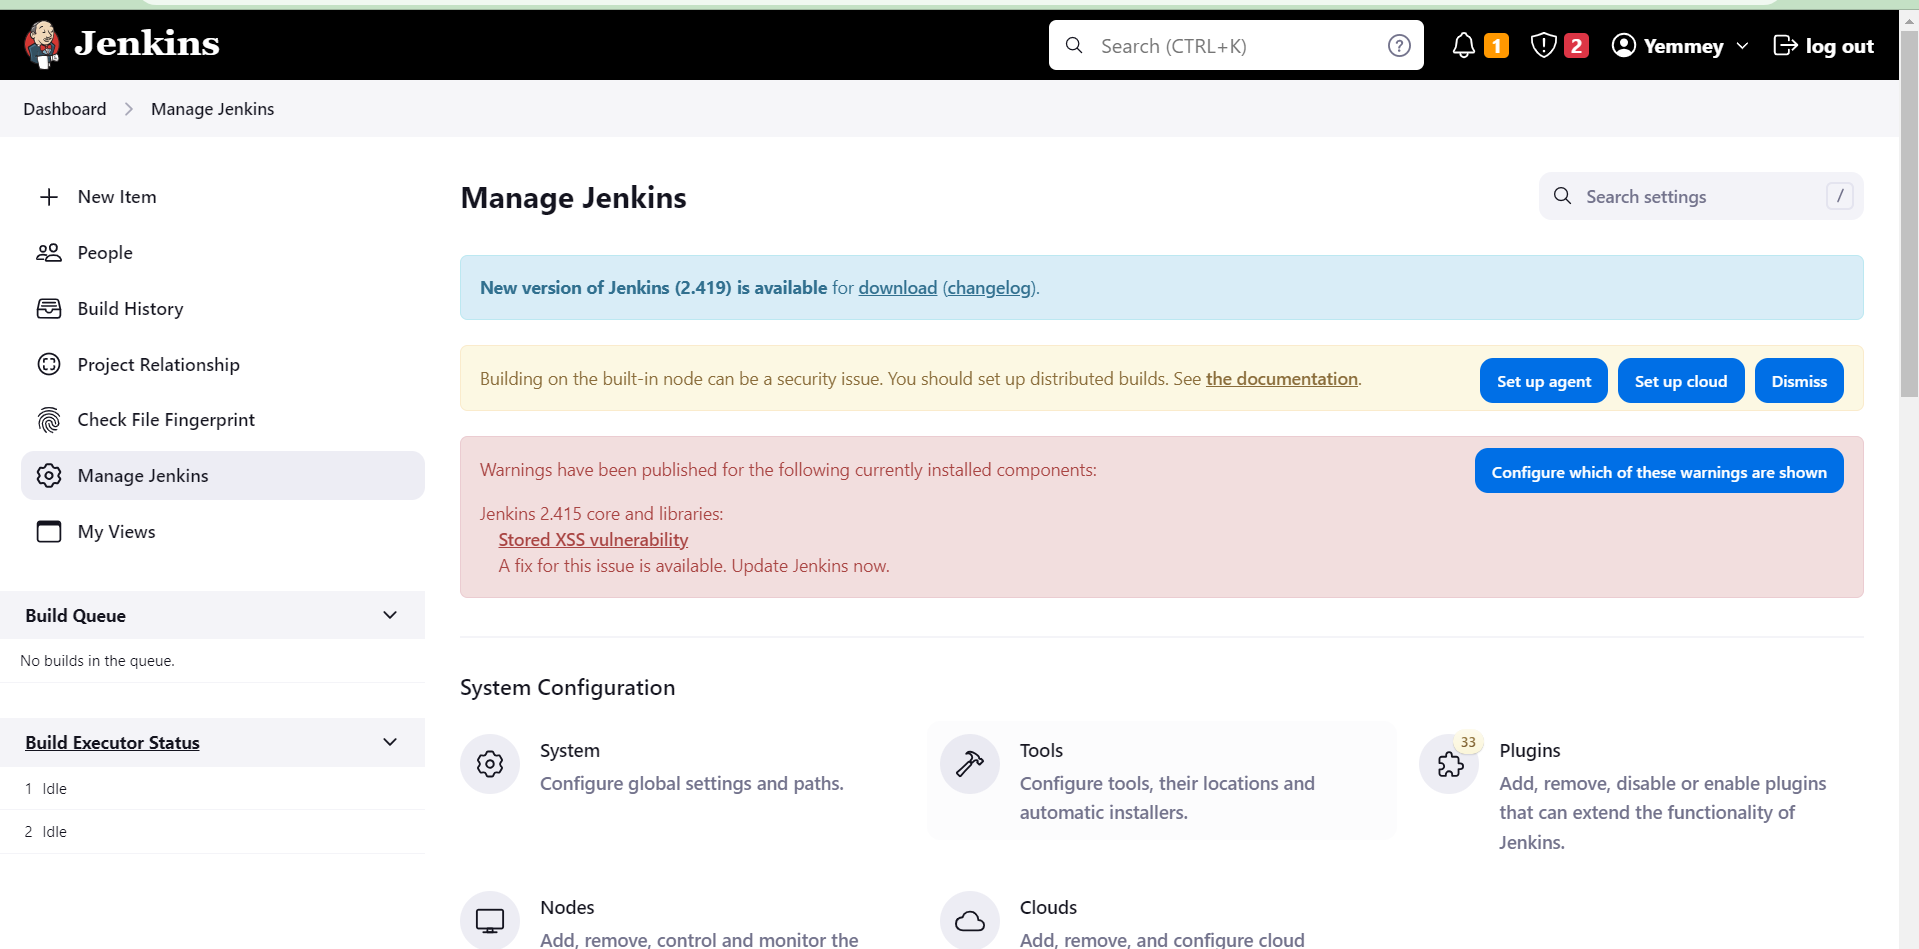 Jenkins
Search (CTRL+K)
?
1
2
Yemmey
log out
Dashboard
Manage Jenkins
New Item
People
Build History
Project Relationship
Check File Fingerprint
Manage Jenkins
My Views
Build Queue
No builds in the queue.
Build Executor Status
1 Idle
2 Idle
Manage Jenkins
Search settings
/
New version of Jenkins (2.419) is available for download (changelog).
Building on the built-in node can be a security issue. You should set up distributed builds. See the documentation.
Set up agent
Set up cloud
Dismiss
Warnings have been published for the following currently installed components:
Configure which of these warnings are shown
Jenkins 2.415 core and libraries:
Stored XSS vulnerability
A fix for this issue is available. Update Jenkins now.
System Configuration
System
Configure global settings and paths.
Tools
Configure tools, their locations and
automatic installers.
33
Plugins
Add, remove, disable or enable plugins
that can extend the functionality of
Jenkins.
Nodes
Add, remove, control and monitor the
Clouds
Add, remove, and configure cloud